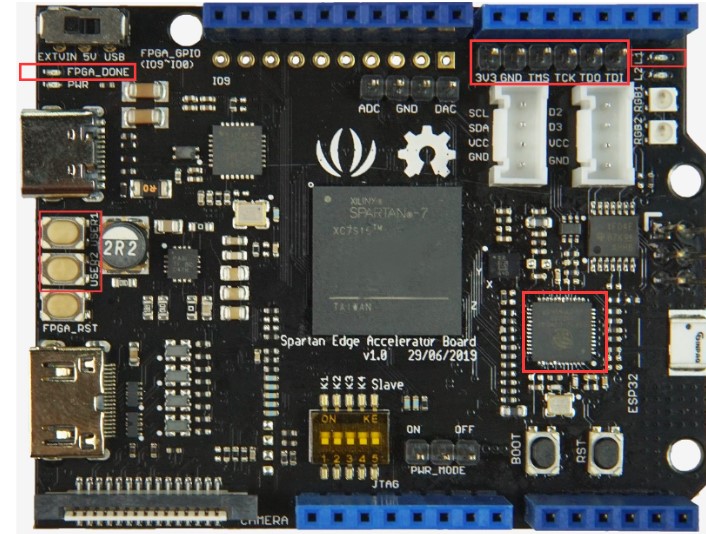 EXTVIN 5V USB
FPGA_GPIO
(IO9~IO0)
FPGA_DONE
PWR
IO9
ADC GND DAC
3V3 GND TMS TCK TDO TDI
L1
L2
RGB1
RGB2
SCL
SDA
VCC
GND
D2
D3
VCC
GND
USER1
USER2
2R2
FPGA_RST
XILINX
SPARTAN-7
XC7S15™
TAIWAN
Y
X
Z
Spartan Edge Accelerator Board
v1.0 29/06/2019
ESP32
K1
K2
K3
K4
Slave
ON KE
1 2 3 4 5
ON OFF
PWR_MODE
BOOT
RST
JTAG
CAMERA